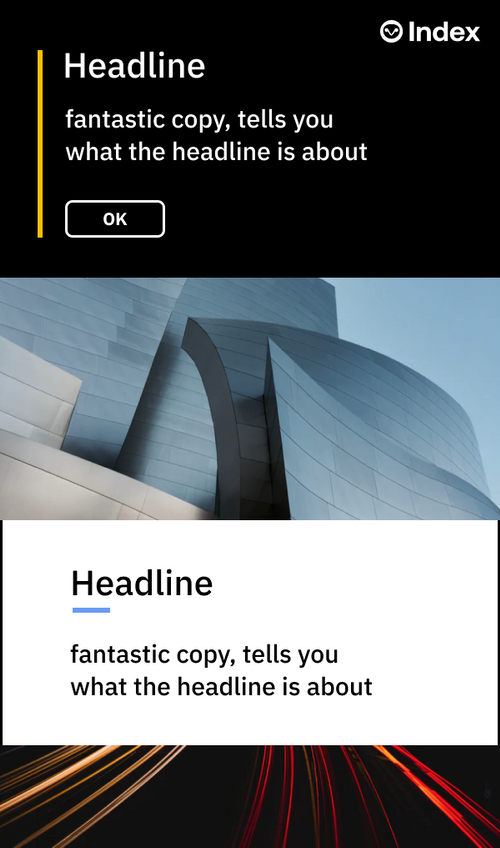 Index
Headline
fantastic copy, tells you
what the headline is about
OK
Headline
fantastic copy, tells you
what the headline is about